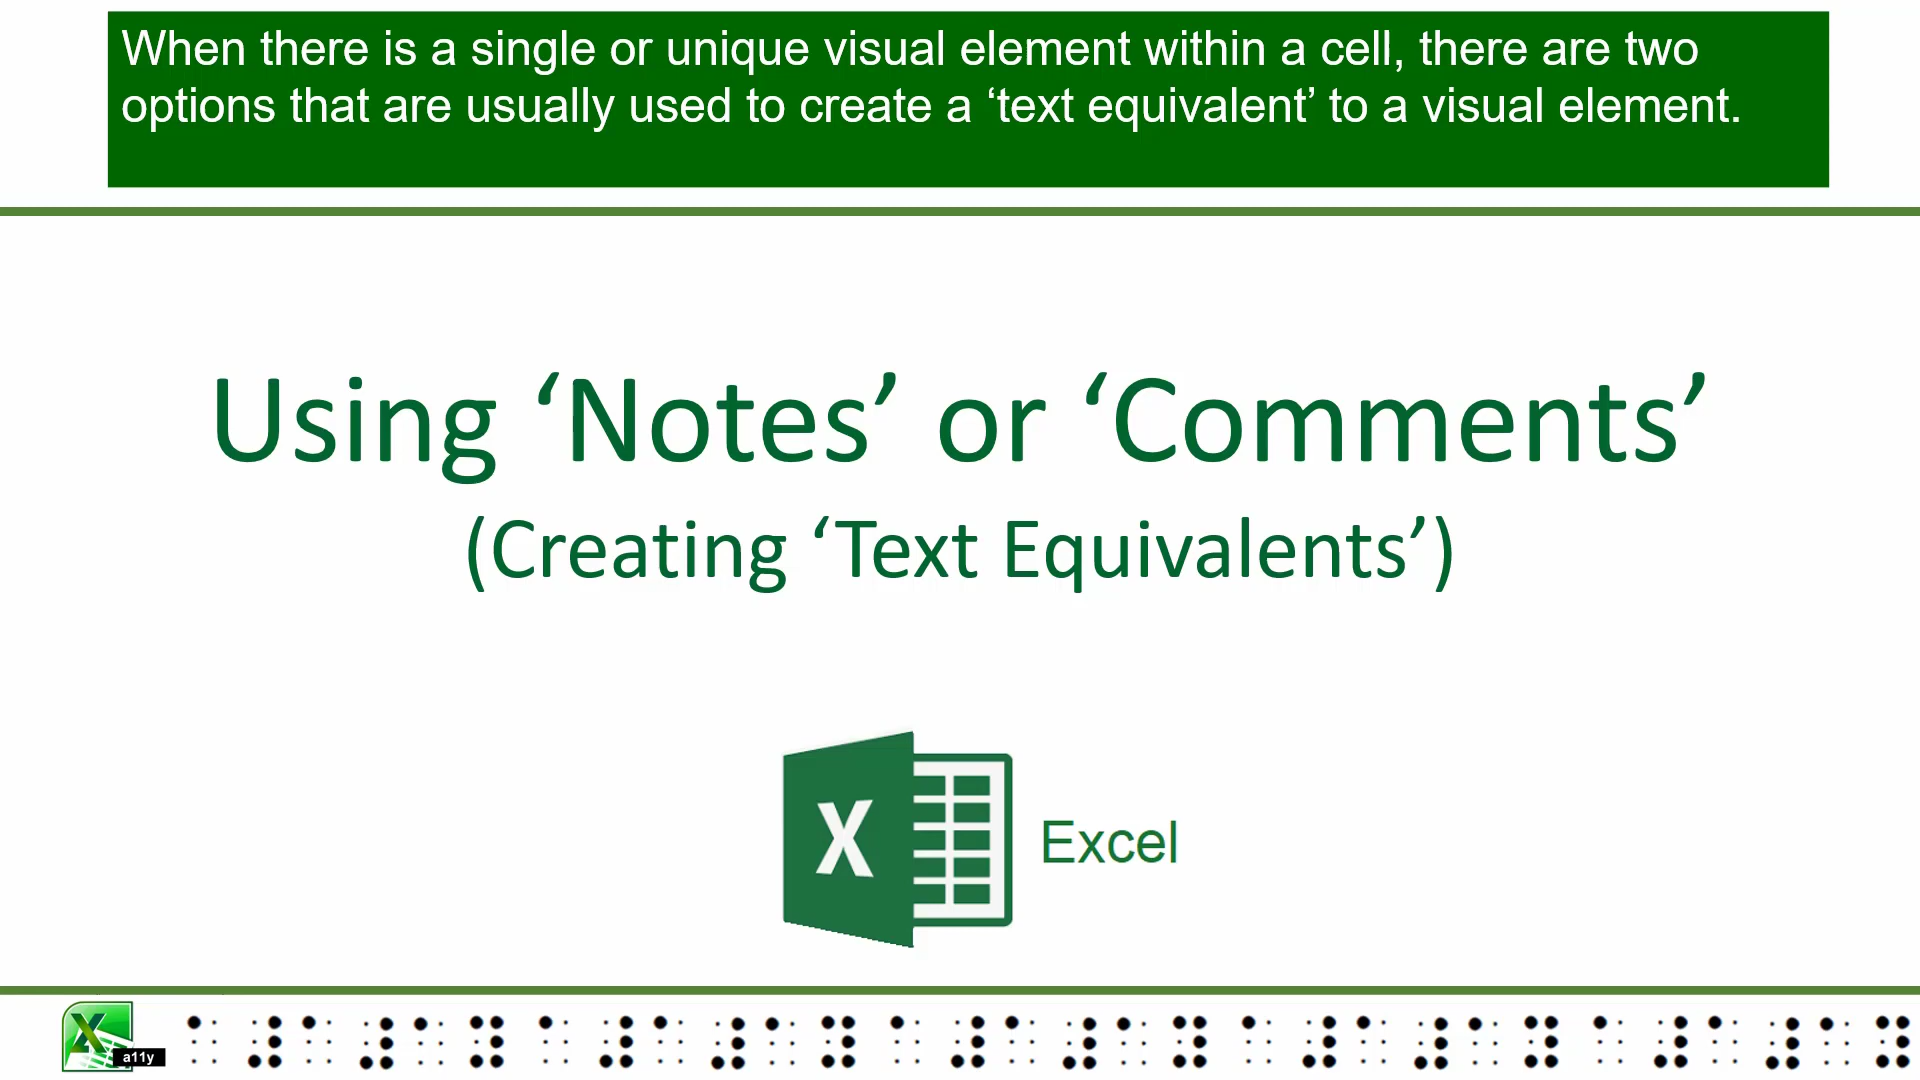 When there is a single or unique visual element within a cell, there are two
options that are usually used to create a ‘text equivalent’ to a visual element.
Using ‘Notes’ or ‘Comments’
(Creating ‘Text Equivalents’)
X
Excel
X
a11y